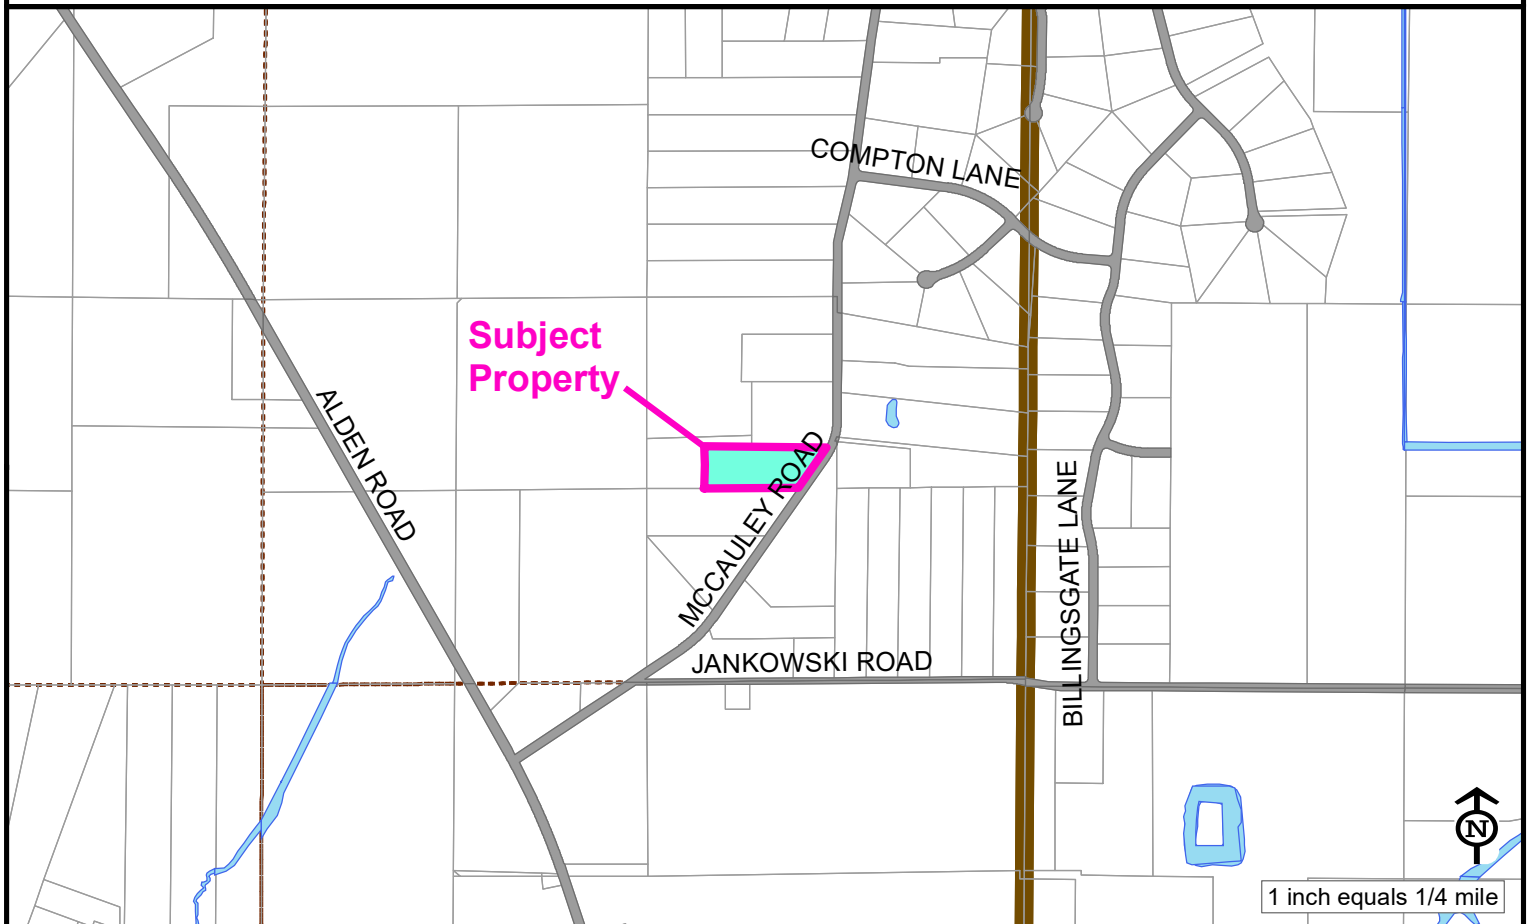 COMPTON LANE
Subject
Property
ALDEN ROAD
MCCAULEY ROAD
BILLINGSGATE LANE
JANKOWSKI ROAD
N
1 inch equals 1/4 mile